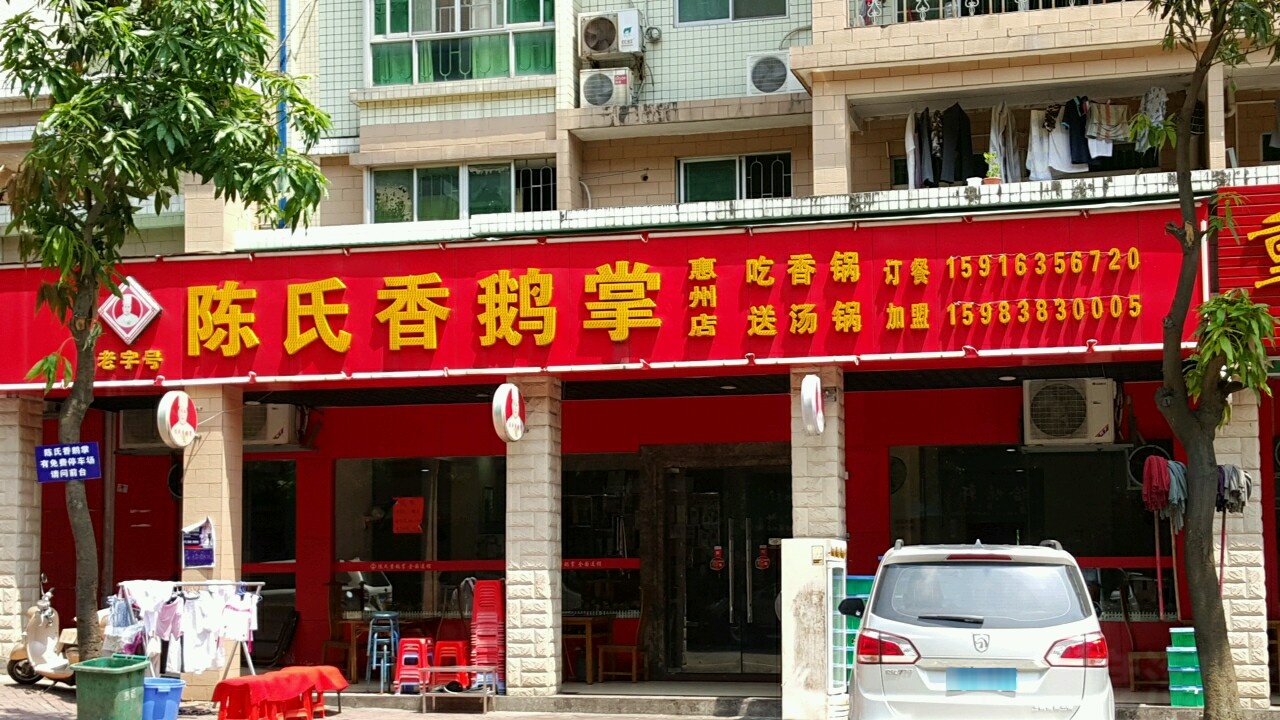 陈氏香鹅掌
惠州店
吃香锅
送汤锅
订餐 15916356720
加盟 15983830005
老字号
陈氏香鹅掌
有免费停车场
请问前台